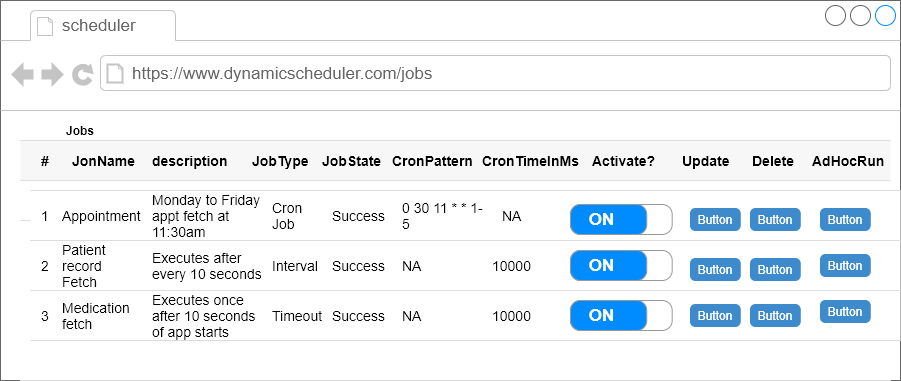 scheduler
https://www.dynamicscheduler.com/jobs
Jobs
# JonName description JobType JobState CronPattern CronTimeInMs Activate? Update Delete AdHocRun
1 Appointment Monday to Friday appt fetch at 11:30am Cron Job Success 0 30 11 * * 1-5 NA ON Button Button Button
2 Patient record Fetch Executes after every 10 seconds Interval Success NA 10000 ON Button Button Button
3 Medication fetch Executes once after 10 seconds of app starts Timeout Success NA 10000 ON Button Button Button